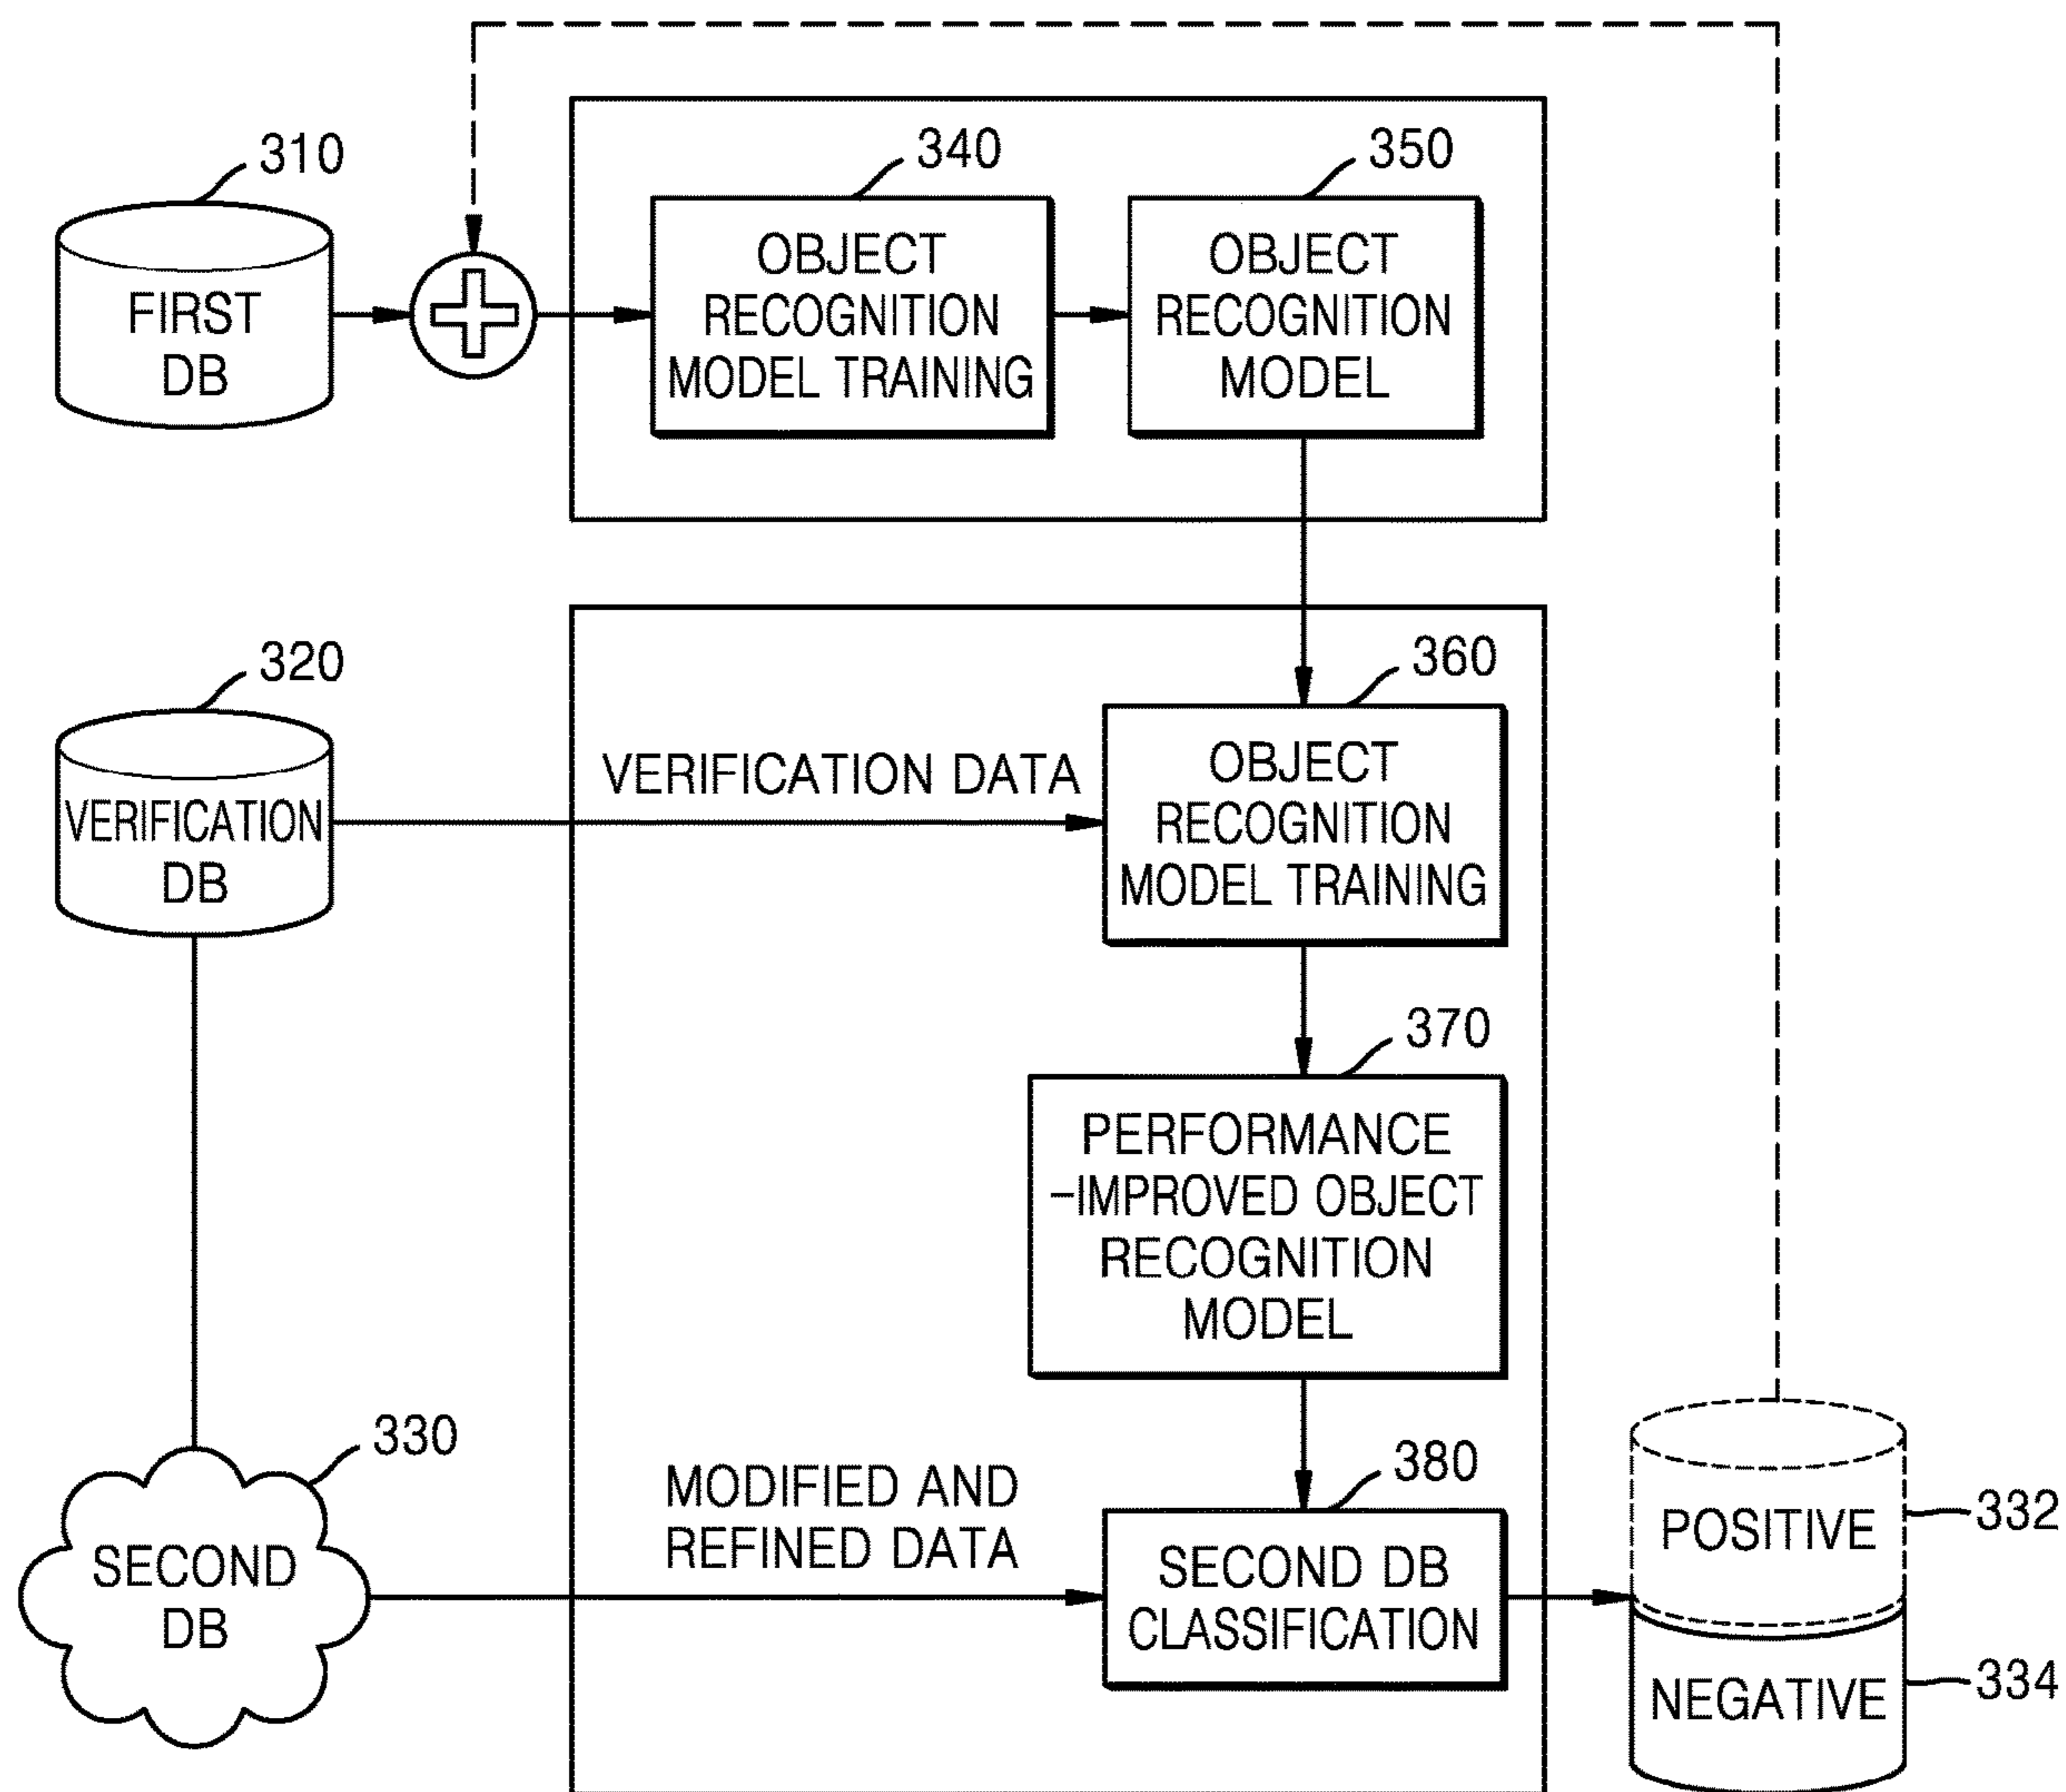 310
FIRST
DB
340
OBJECT
RECOGNITION
MODEL TRAINING
350
OBJECT
RECOGNITION
MODEL
320
VERIFICATION
DB
VERIFICATION DATA
360
OBJECT
RECOGNITION
MODEL TRAINING
370
PERFORMANCE
-IMPROVED OBJECT
RECOGNITION
MODEL
330
SECOND
DB
MODIFIED AND
REFINED DATA
380
SECOND DB
CLASSIFICATION
POSITIVE
332
NEGATIVE
334